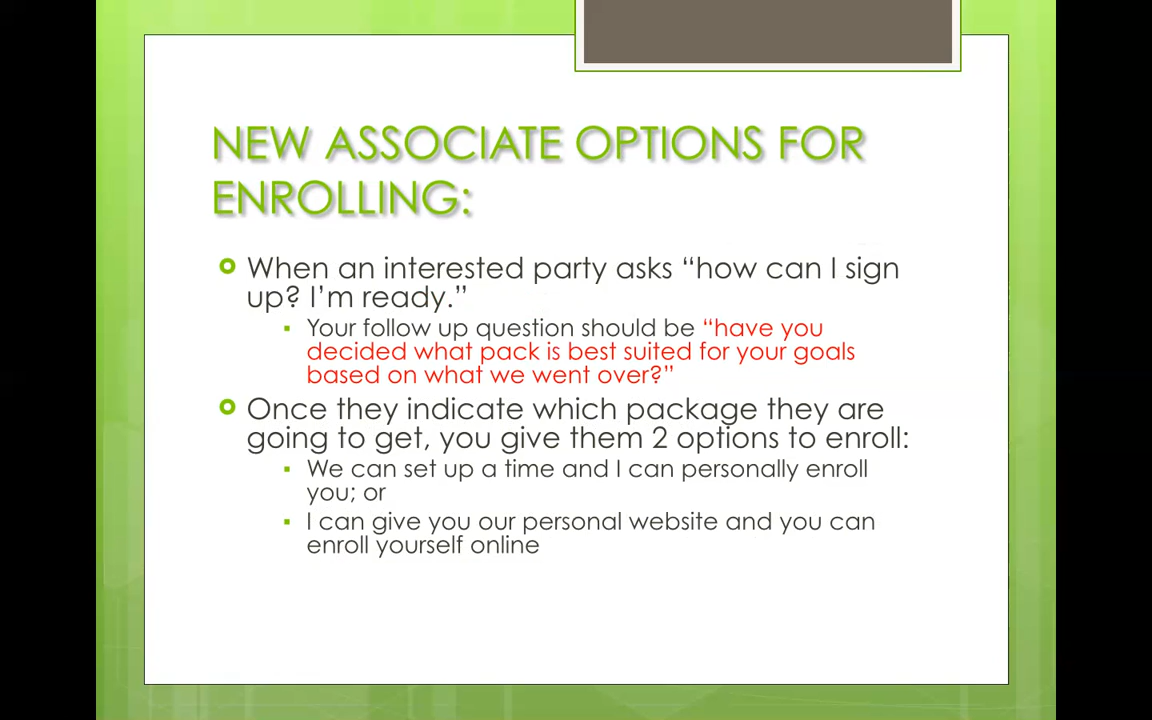 NEW ASSOCIATE OPTIONS FOR
ENROLLING:
When an interested party asks “how can I sign
up? I’m ready.”
Your follow up question should be “have you
decided what pack is best suited for your goals
based on what we went over?”
Once they indicate which package they are
going to get, you give them 2 options to enroll:
We can set up a time and I can personally enroll
you; or
I can give you our personal website and you can
enroll yourself online